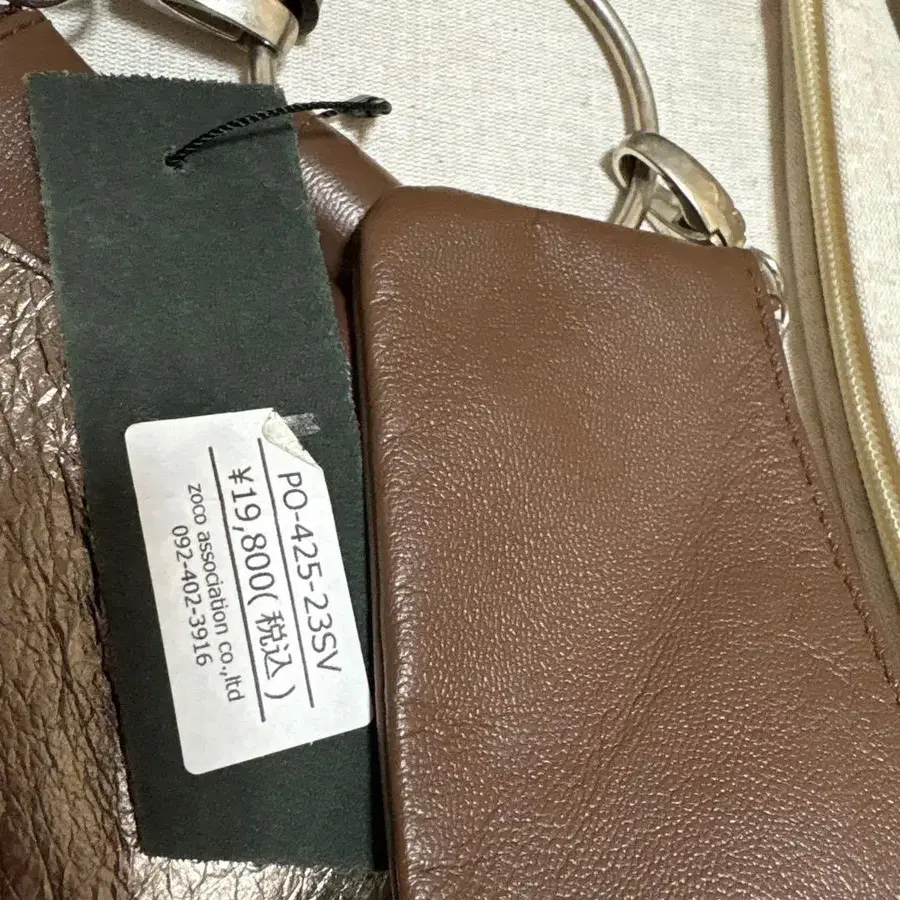 PO-425-23SV
¥19,800(税込)
zoco association co.,ltd
092-402-3916